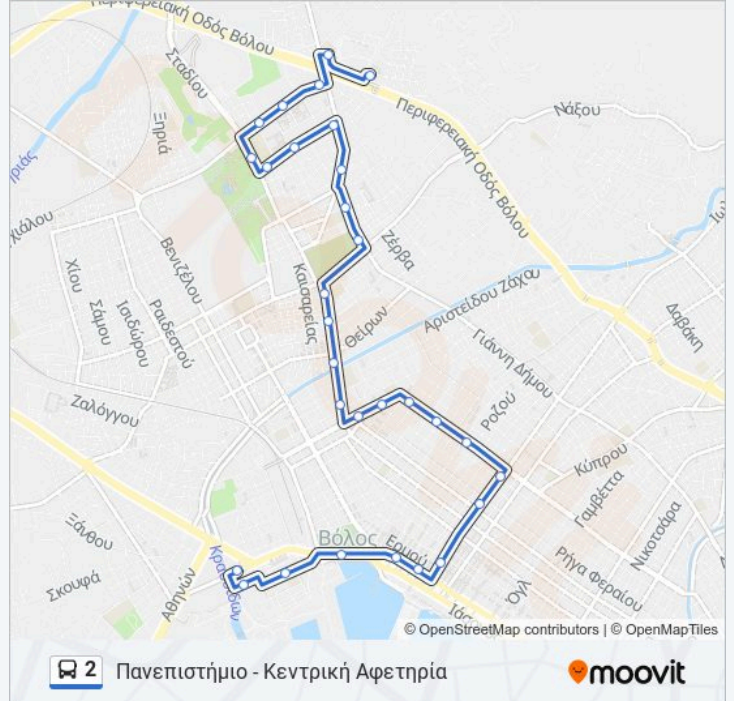 Περιφερειακή Οδός Βόλου
Σταδίου
Ξηριά
Νάξου
Περιφερειακή Οδός Βόλου
Ζέρβα
Βενιζέλου
Καισαρείας
Χίου
Σάμου
Ισιδώρου
Ραιδεστού
Θείρων
Αριστείδου Ζάχου
Γιάννη Δήμου
Δαβάκη
Ζαλόγγου
Ροζού
Κύπρου
Γαμβέττα
Νικοτσάρα
Ξάνθου
Βόλος
Ερμού
Ρήγα Φεραίου
Σκουφά
Αθηνών
Ογλ
© OpenStreetMap contributors | © OpenMapTiles
2 Πανεπιστήμιο - Κεντρική Αφετηρία
moovit